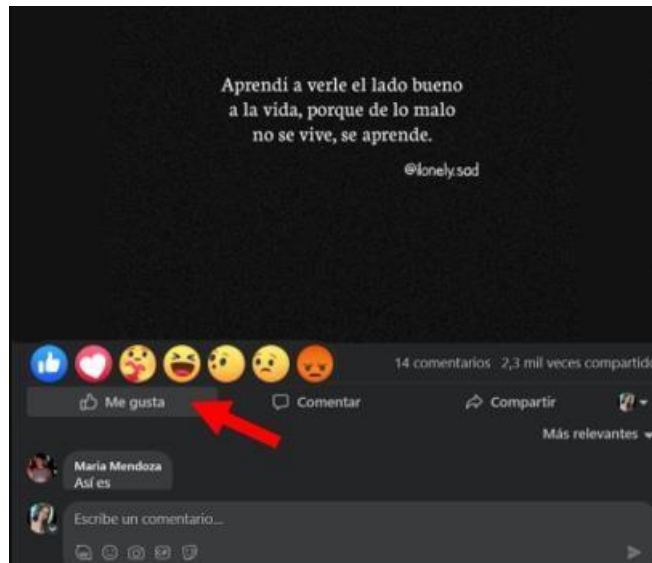 Aprendí a verle el lado bueno
a la vida, porque de lo malo
no se vive, se aprende.
@lonely.sad
14 comentarios 2,3 mil veces compartido
Me gusta Comentar Compartir
Más relevantes
Maria Mendoza
Así es
Escribe un comentario...